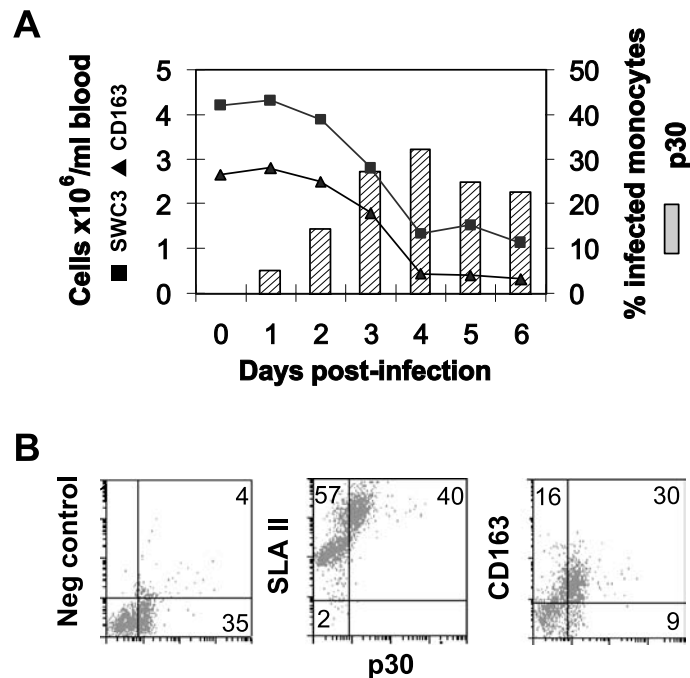 A
Cells x10⁶/ml blood
■ SWC3 ▲ CD163
5
4
3
2
1
0
50
40
30
20
10
0
% infected monocytes
p30
0 1 2 3 4 5 6
Days post-infection
B
Neg control
4
35
SLA II
57 40
2
CD163
16 30
9
p30